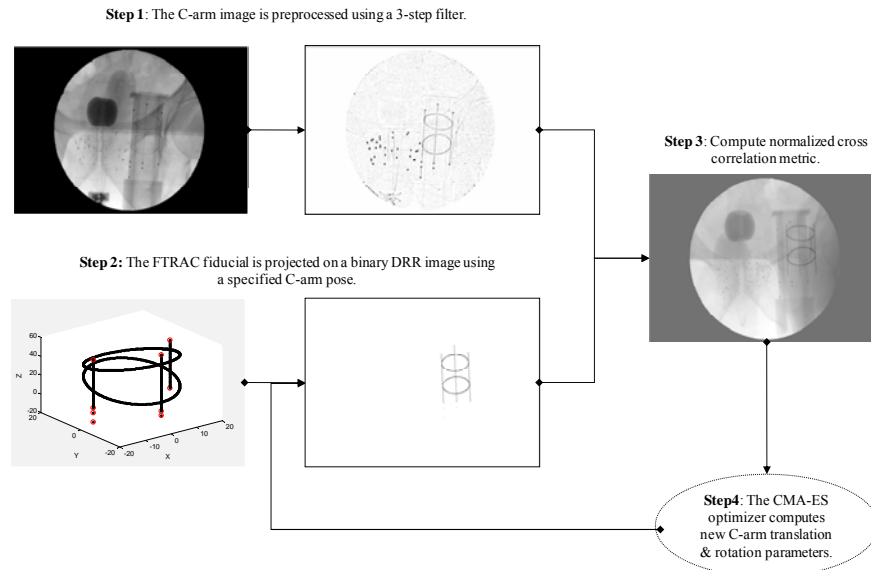 Step 1: The C-arm image is preprocessed using a 3-step filter.
Step 3: Compute normalized cross
correlation metric.
Step 2: The FTRAC fiducial is projected on a binary DRR image using
a specified C-arm pose.
60
40
20
0
-20
20
0
-20
-20
-10
0
10
20
Z
Y
X
Step4: The CMA-ES
optimizer computes
new C-arm translation
& rotation parameters.